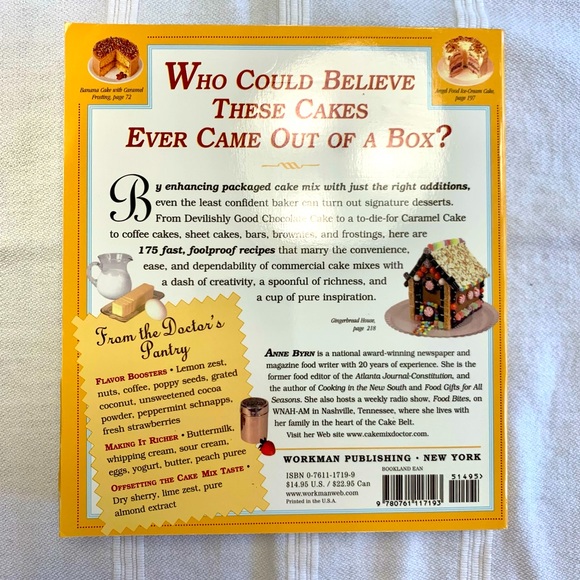 Banana Cake with Caramel
Frosting, page 72
Angel Food Ice-Cream Cake,
page 197
WHO COULD BELIEVE
THESE CAKES
EVER CAME OUT OF A BOX?
By enhancing packaged cake mix with just the right additions,
even the least confident baker can turn out signature desserts.
From Devilishly Good Chocolate Cake to a to-die-for Caramel Cake
to coffee cakes, sheet cakes, bars, brownies, and frostings, here are
175 fast, foolproof recipes that marry the convenience,
ease, and dependability of commercial cake mixes with
a dash of creativity, a spoonful of richness, and
a cup of pure inspiration.
Gingerbread House,
page 218
From the Doctor's
Pantry
FLAVOR BOOSTERS • Lemon zest,
nuts, coffee, poppy seeds, grated
coconut, unsweetened cocoa
powder, peppermint schnapps,
fresh strawberries
MAKING IT RICHER • Buttermilk,
whipping cream, sour cream,
eggs, yogurt, butter, peach puree
OFFSETTING THE CAKE MIX TASTE •
Dry sherry, lime zest, pure
almond extract
ANNE BYRN is a national award-winning newspaper and
magazine food writer with 20 years of experience. She is the
former food editor of the Atlanta Journal-Constitution, and
the author of Cooking in the New South and Food Gifts for All
Seasons. She also hosts a weekly radio show, Food Bites, on
WNAH-AM in Nashville, Tennessee, where she lives with
her family in the heart of the Cake Belt.
Visit her Web site www.cakemixdoctor.com.
WORKMAN PUBLISHING • NEW YORK
ISBN 0-7611-1719-9
$14.95 U.S. / $22.95 Can
www.workmanweb.com
Printed in the U.S.A.
BOOKLAND EAN
51495
9 780761 117193